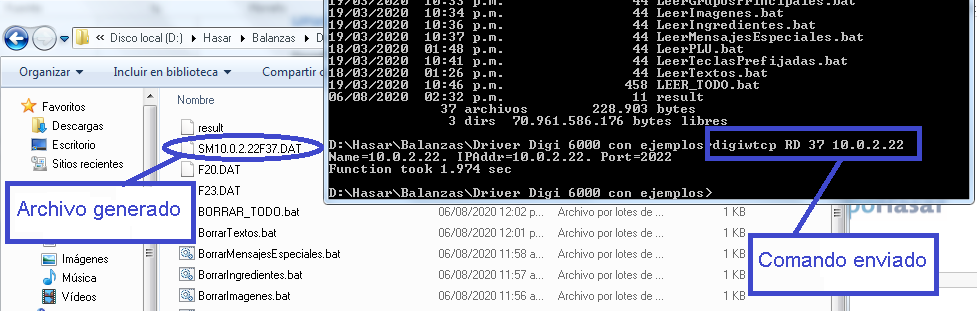 Disco local (D:) Hasar Balanzas D
Organizar Incluir en biblioteca Compartir
Favoritos
Descargas
Escritorio
Sitios recientes
Imágenes
Música
Vídeos
Nombre
result
SM10.0.2.22F37.DAT
F20.DAT
F23.DAT
BORRAR_TODO.bat 06/08/2020 12:02 p... Archivo por lotes de ... 1 KB
BorrarTextos.bat 06/08/2020 12:01 p... Archivo por lotes de ... 1 KB
BorrarMensajesEspeciales.bat 06/08/2020 11:58 a... Archivo por lotes de ... 1 KB
BorrarIngredientes.bat 06/08/2020 11:57 a... Archivo por lotes de ... 1 KB
BorrarImagenes.bat 06/08/2020 11:56 a... Archivo por lotes de ... 1 KB
19/03/2020 10:33 p.m. 44 LeerGruposPrincipales.bat
19/03/2020 10:34 p.m. 44 LeerImagenes.bat
19/03/2020 10:36 p.m. 44 LeerIngredientes.bat
19/03/2020 10:37 p.m. 44 LeerMensajesEspeciales.bat
18/03/2020 01:48 p.m. 44 LeerPLU.bat
19/03/2020 10:41 p.m. 44 LeerTeclasPrefijadas.bat
18/03/2020 01:26 p.m. 44 LeerTextos.bat
19/03/2020 10:46 p.m. 458 LEER_TODO.bat
06/08/2020 02:32 p.m. 11 result
37 archivos 228.903 bytes
3 dirs 70.961.586.176 bytes libres
D:\Hasar\Balanzas\Driver Digi 6000 con ejemplos>digiwtcp RD 37 10.0.2.22
Name=10.0.2.22. IPAddr=10.0.2.22. Port=2022
Function took 1.974 sec
D:\Hasar\Balanzas\Driver Digi 6000 con ejemplos>
Archivo generado
Comando enviado